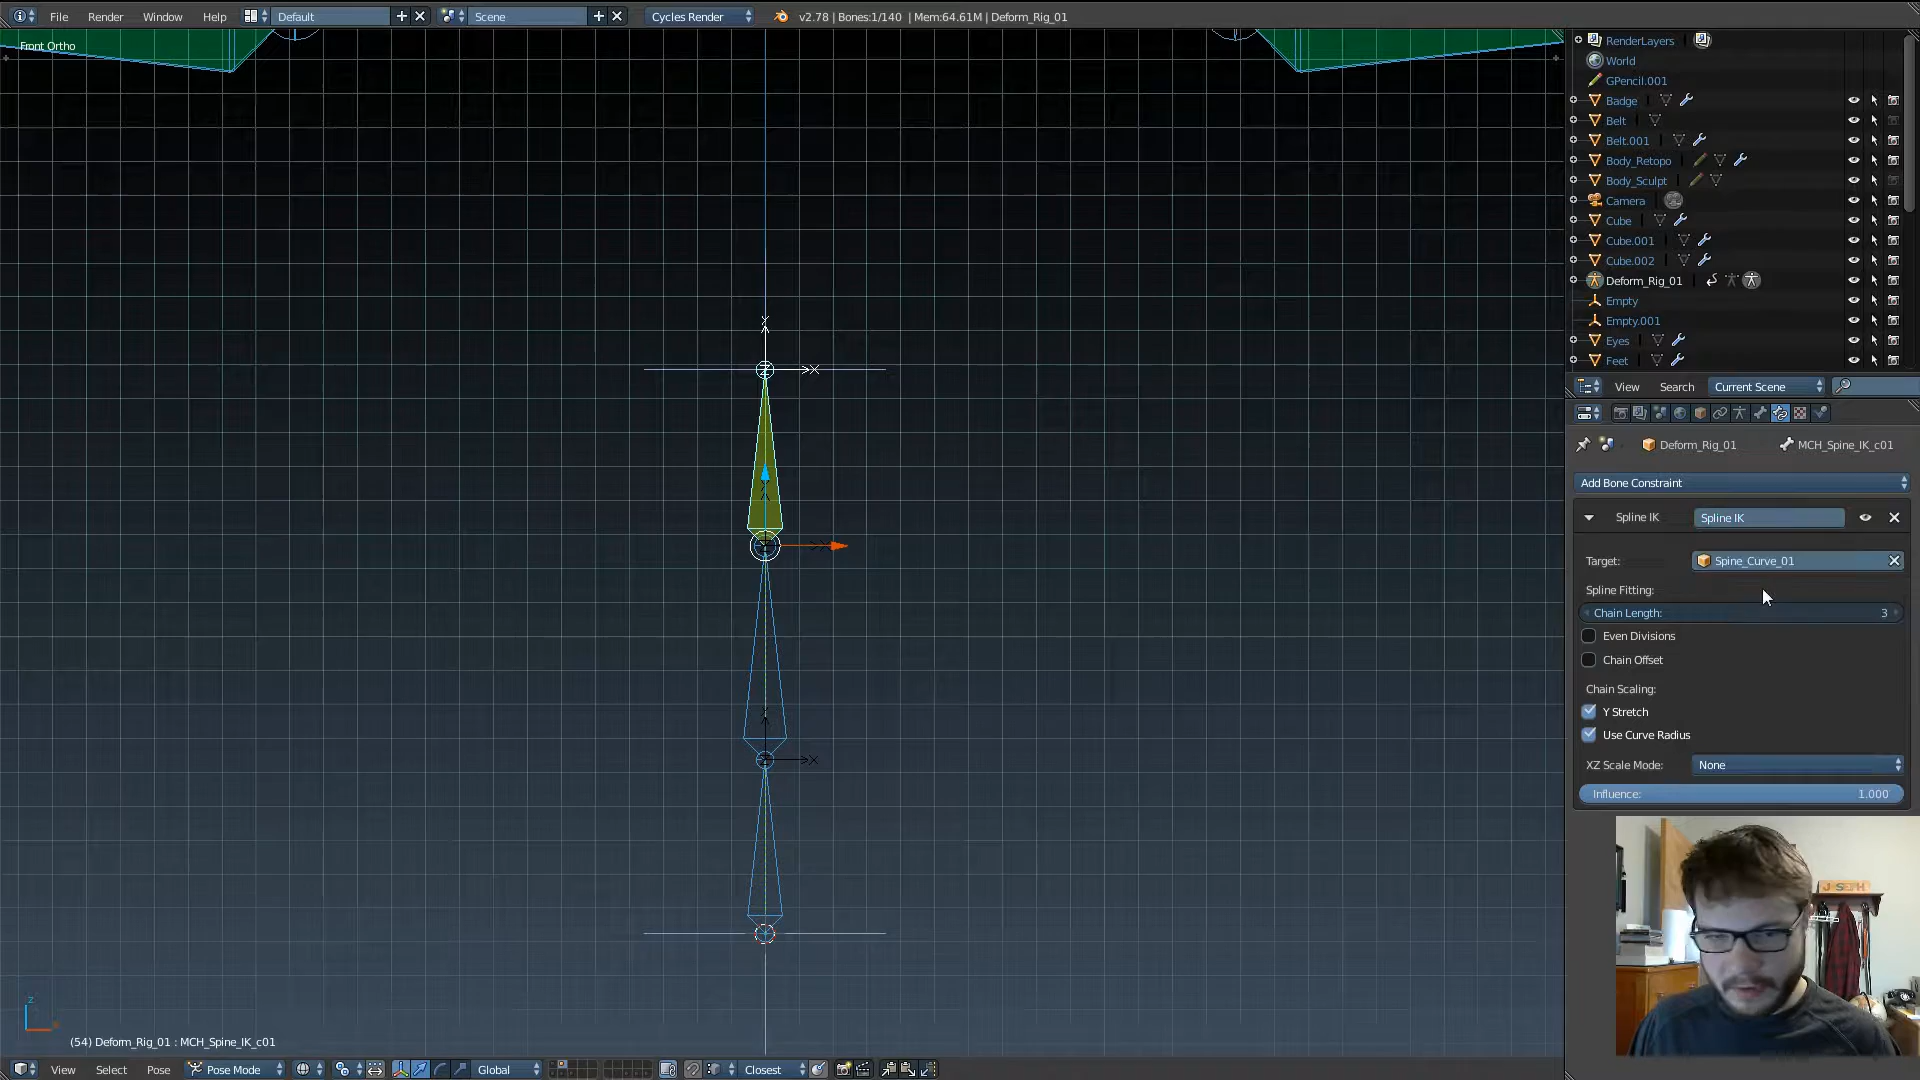 File Render Window Help Default Scene Cycles Render v2.78 | Bones:1/140 | Mem:64.61M | Deform_Rig_01
Front Ortho
RenderLayers
World
GPencil.001
Badge
Belt
Belt.001
Body_Retopo
Body_Sculpt
Camera
Cube
Cube.001
Cube.002
Deform_Rig_01
Empty
Empty.001
Eyes
Feet
View Search Current Scene
Deform_Rig_01 MCH_Spine_IK_c01
Add Bone Constraint
Spline IK Spline IK
Target: Spine_Curve_01
Spline Fitting:
Chain Length: 3
Even Divisions
Chain Offset
Chain Scaling:
Y Stretch
Use Curve Radius
XZ Scale Mode: None
Influence: 1.000
JOSEPH
X
X
Z
(54) Deform_Rig_01 : MCH_Spine_IK_c01
View Select Pose Pose Mode Global Closest